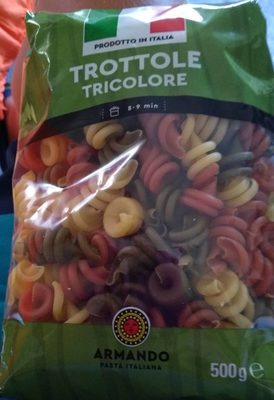 PRODOTTO IN ITALIA
TROTTOLE
TRICOLORE
8-9 min
ARMANDO
PASTA ITALIANA
500g e